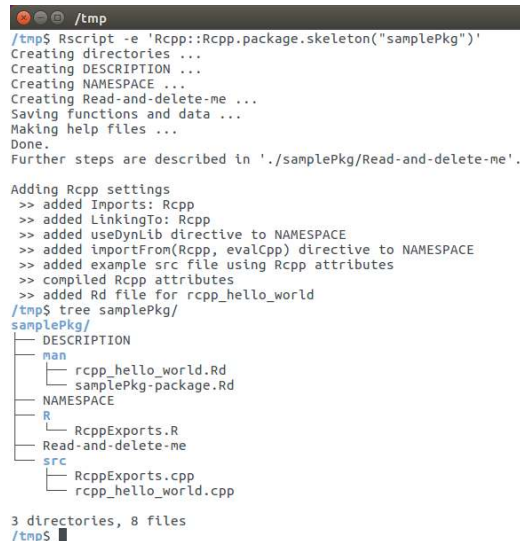 /tmp
/tmp$ Rscript -e 'Rcpp::Rcpp.package.skeleton("samplePkg")'
Creating directories ...
Creating DESCRIPTION ...
Creating NAMESPACE ...
Creating Read-and-delete-me ...
Saving functions and data ...
Making help files ...
Done.
Further steps are described in './samplePkg/Read-and-delete-me'.
Adding Rcpp settings
>> added Imports: Rcpp
>> added LinkingTo: Rcpp
>> added useDynLib directive to NAMESPACE
>> added importFrom(Rcpp, evalCpp) directive to NAMESPACE
>> added example src file using Rcpp attributes
>> compiled Rcpp attributes
>> added Rd file for rcpp_hello_world
/tmp$ tree samplePkg/
samplePkg/
├── DESCRIPTION
├── man
│   ├── rcpp_hello_world.Rd
│   └── samplePkg-package.Rd
├── NAMESPACE
├── R
│   └── RcppExports.R
├── Read-and-delete-me
└── src
    ├── RcppExports.cpp
    └── rcpp_hello_world.cpp
3 directories, 8 files
/tmp$